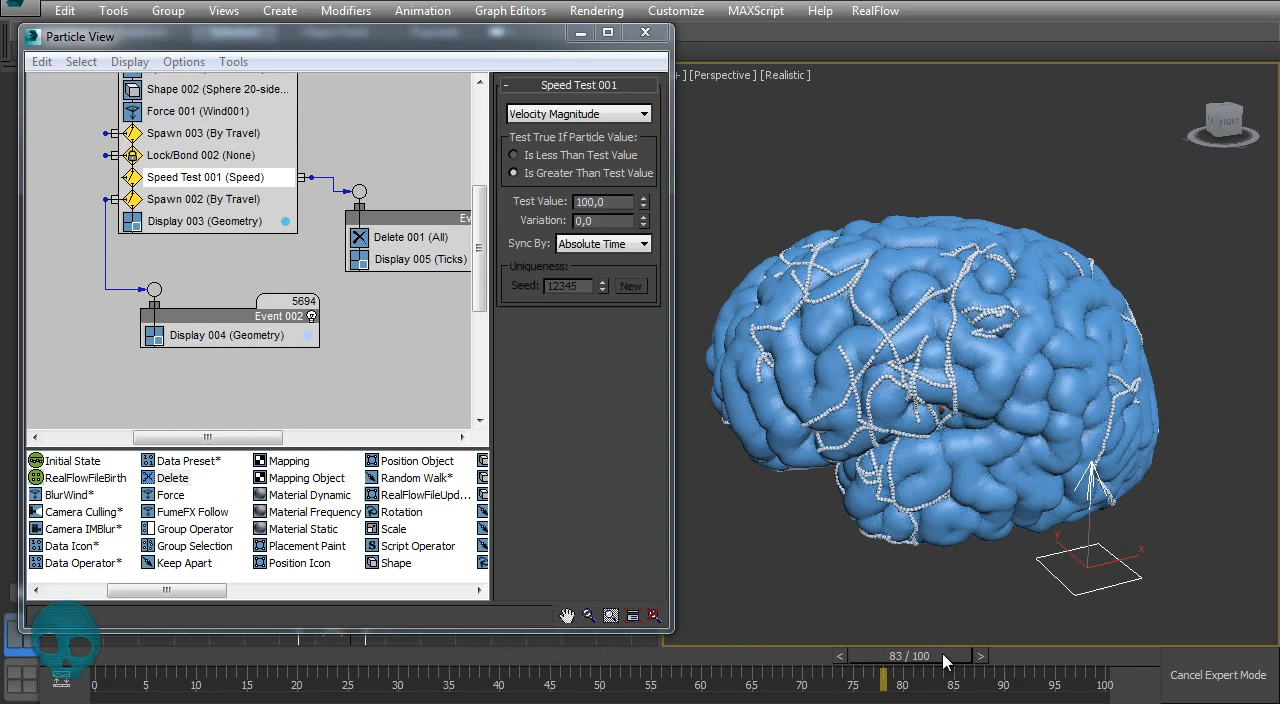 Edit Tools Group Views Create Modifiers Animation Graph Editors Rendering Customize MAXScript Help RealFlow
Particle View
Edit Select Display Options Tools
Shape 002 (Sphere 20-side...
Force 001 (Wind001)
Spawn 003 (By Travel)
Lock/Bond 002 (None)
Speed Test 001 (Speed)
Spawn 002 (By Travel)
Display 003 (Geometry)
Ev
Delete 001 (All)
Display 005 (Ticks)
5694
Event 002
Display 004 (Geometry)
- Speed Test 001
Velocity Magnitude
Test True If Particle Value:
Is Less Than Test Value
Is Greater Than Test Value
Test Value: 100,0
Variation: 0,0
Sync By: Absolute Time
Uniqueness:
Seed: 12345 New
] [Perspective ] [Realistic ]
FRONT
Initial State Data Preset* Mapping Position Object
RealFlowFileBirth Delete Mapping Object Random Walk*
BlurWind* Force Material Dynamic RealFlowFileUpd...
Camera Culling* FumeFX Follow Material Frequency Rotation
Camera IMBlur* Group Operator Material Static Scale
Data Icon* Group Selection Placement Paint Script Operator
Data Operator* Keep Apart Position Icon Shape
y
x
< 83 / 100 >
0 5 10 15 20 25 30 35 40 45 50 55 60 65 70 75 80 85 90 95 100
Cancel Expert Mode